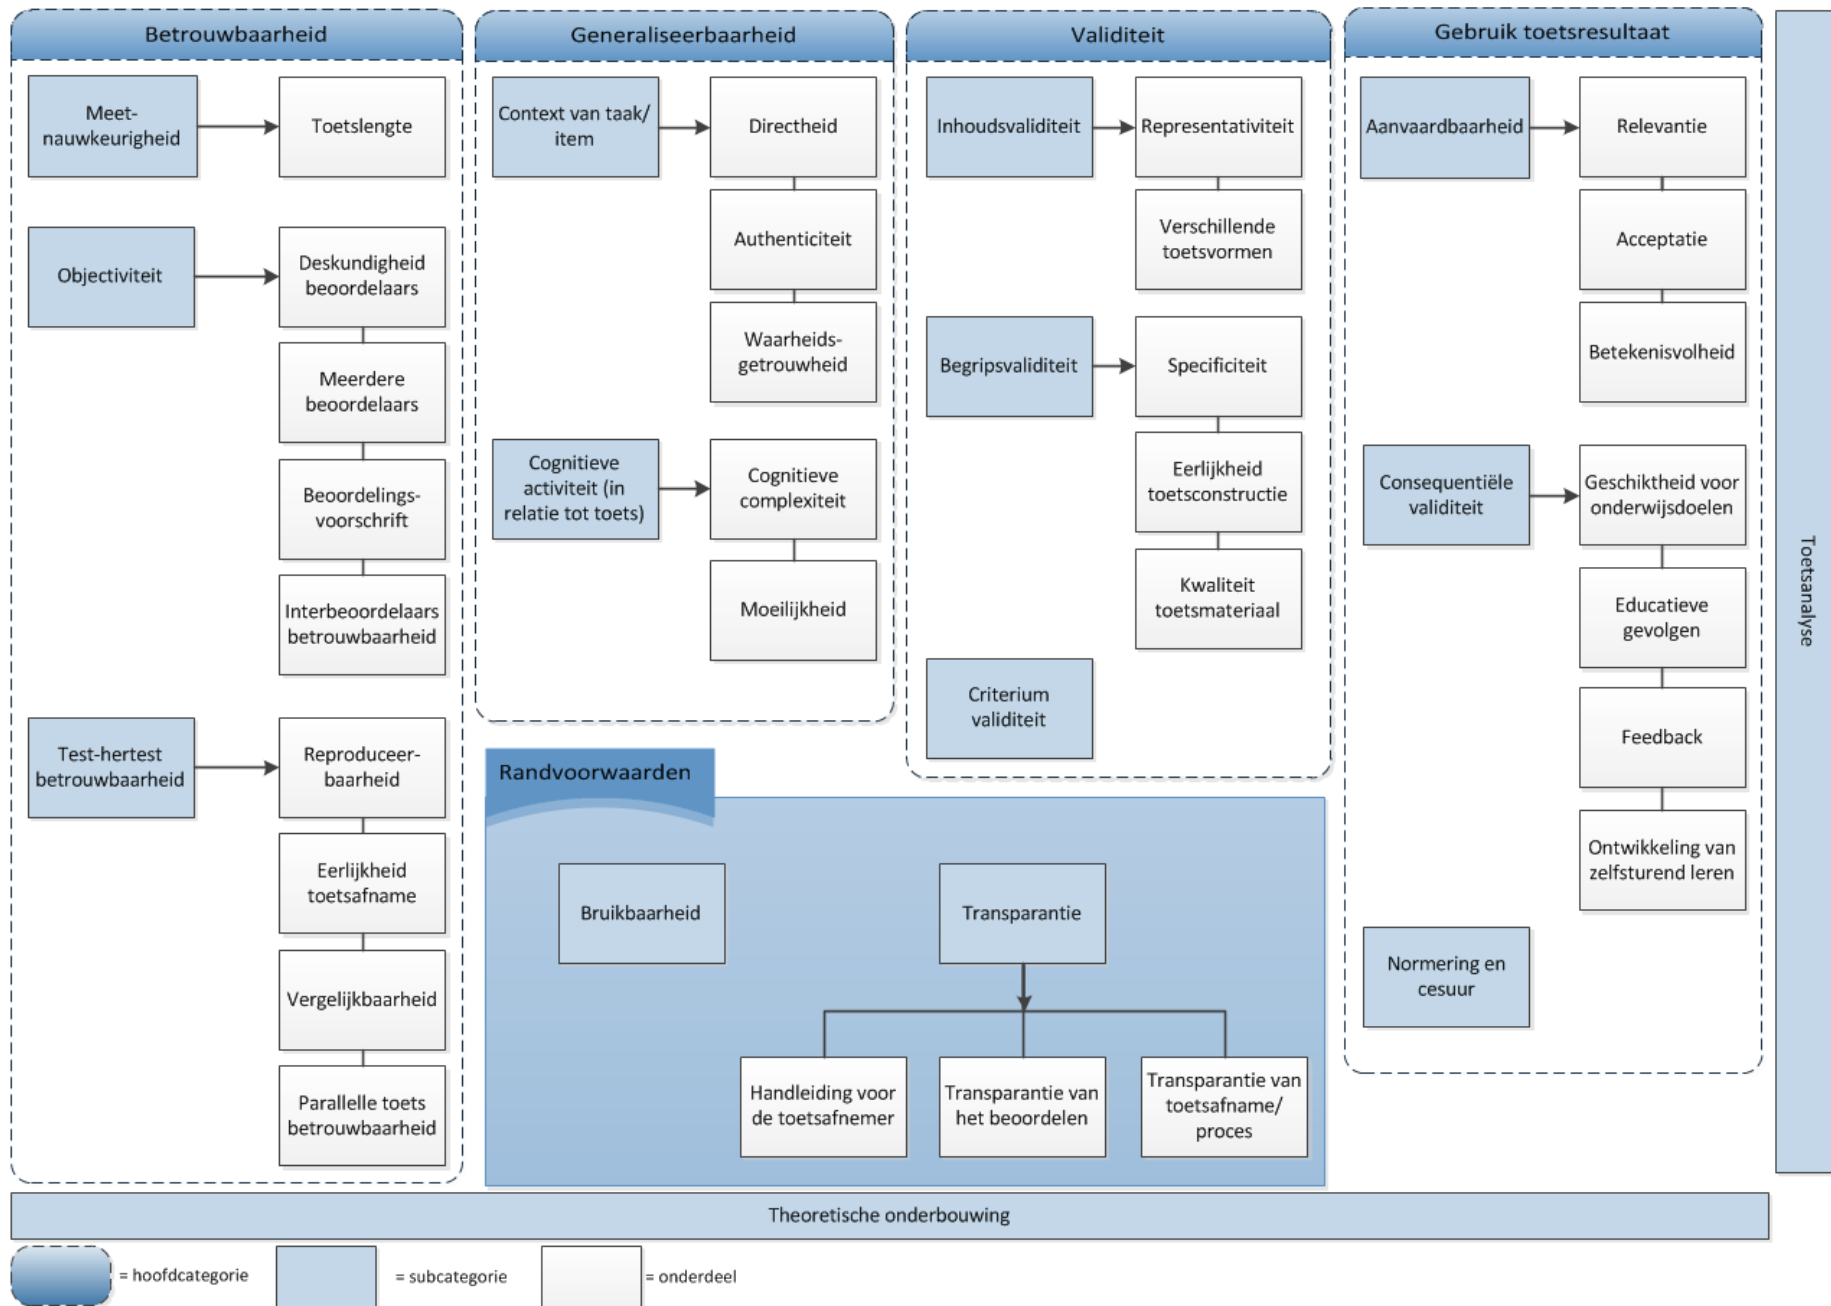 Betrouwbaarheid
Meet-
nauwkeurigheid
Toetslengte
Objectiviteit
Deskundigheid
beoordelaars
Meerdere
beoordelaars
Beoordelings-
voorschrift
Interbeoordelaars
betrouwbaarheid
Test-hertest
betrouwbaarheid
Reproduceer-
baarheid
Eerlijkheid
toetsafname
Vergelijkbaarheid
Parallelle toets
betrouwbaarheid
Generaliseerbaarheid
Context van taak/
item
Directheid
Authenticiteit
Waarheids-
getrouwheid
Cognitieve
activiteit (in
relatie tot toets)
Cognitieve
complexiteit
Moeilijkheid
Validiteit
Inhoudsvaliditeit
Representativiteit
Verschillende
toetsvormen
Begripsvaliditeit
Specificiteit
Eerlijkheid
toetsconstructie
Kwaliteit
toetsmateriaal
Criterium
validiteit
Gebruik toetsresultaat
Aanvaardbaarheid
Relevantie
Acceptatie
Betekenisvolheid
Consequentiële
validiteit
Geschiktheid voor
onderwijsdoelen
Educatieve
gevolgen
Feedback
Ontwikkeling van
zelfsturend leren
Normering en
cesuur
Randvoorwaarden
Bruikbaarheid
Transparantie
Handleiding voor
de toetsafnemer
Transparantie van
het beoordelen
Transparantie van
toetsafname/
proces
Toetsanalyse
Theoretische onderbouwing
= hoofdcategorie
= subcategorie
= onderdeel